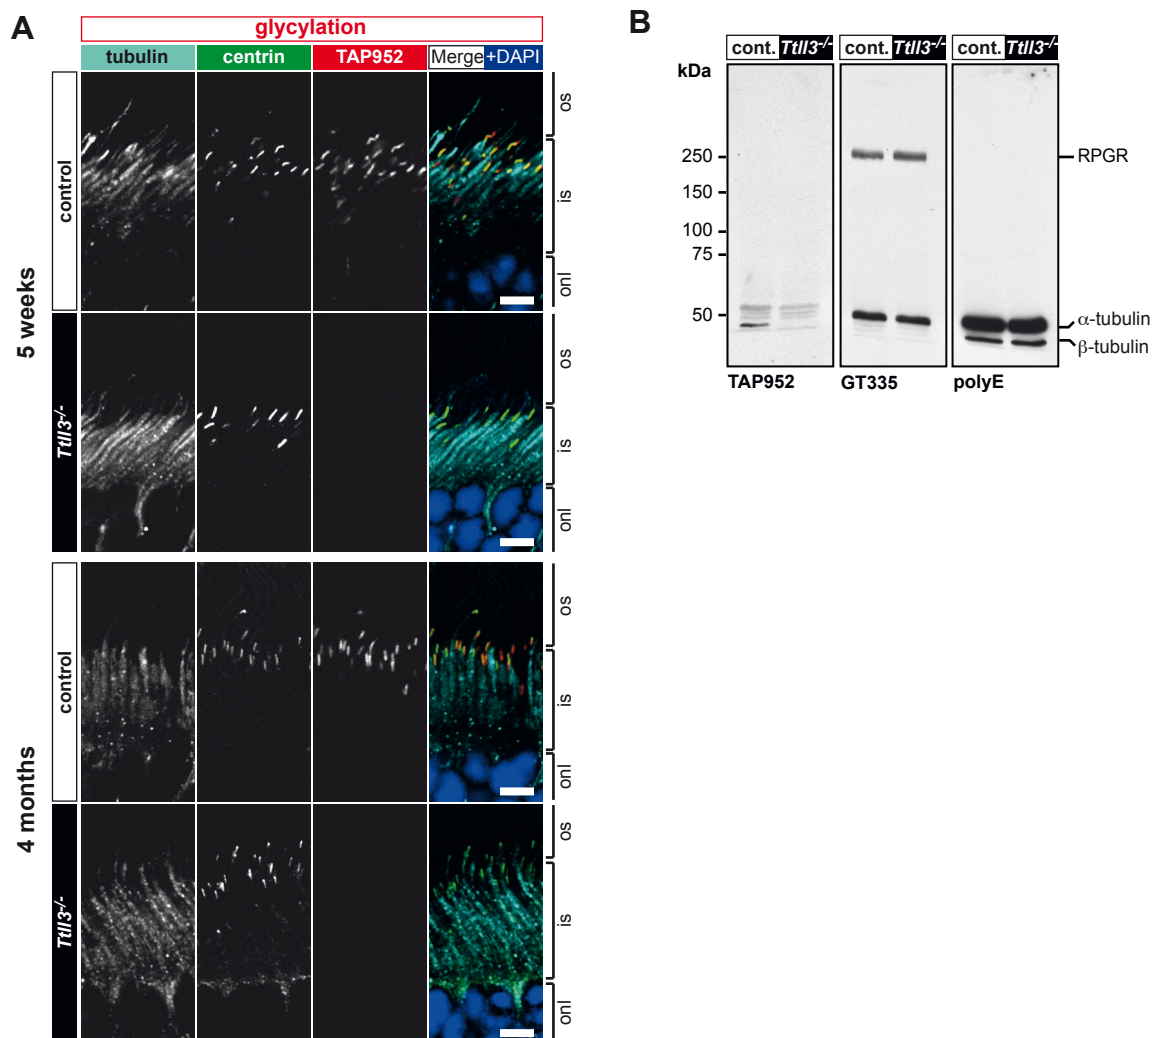 A
glycylation
tubulin centrin TAP952 Merge +DAPI
5 weeks
control
os
is
onl
Ttll3-/-
os
is
onl
4 months
control
os
is
onl
Ttll3-/-
os
is
onl
B
cont. Ttll3-/- cont. Ttll3-/- cont. Ttll3-/-
kDa
250
150
100
75
50
RPGR
α-tubulin
β-tubulin
TAP952 GT335 polyE